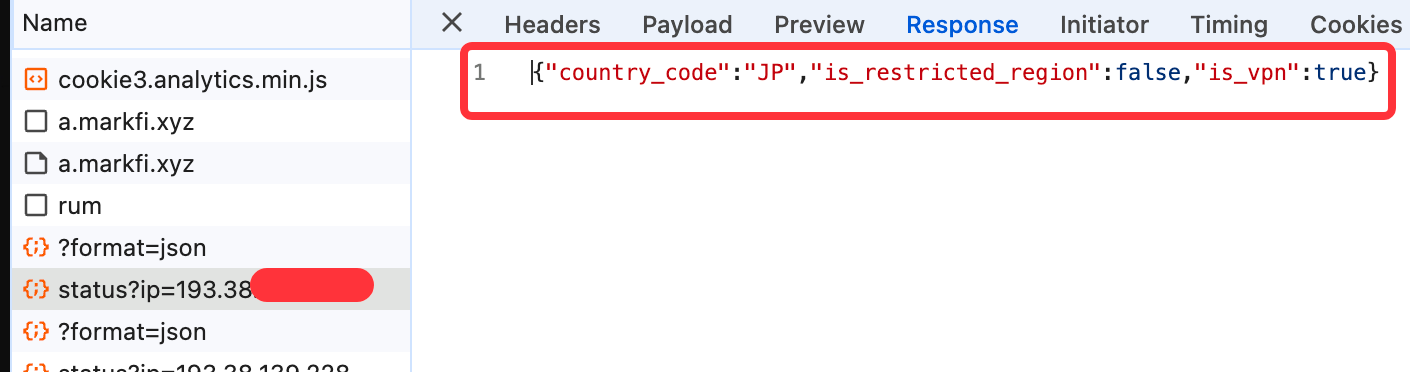 Name
Headers Payload Preview Response Initiator Timing Cookies
cookie3.analytics.min.js
a.markfi.xyz
a.markfi.xyz
rum
?format=json
status?ip=193.38
?format=json
status?ip=193.38.139.228
1 {"country_code":"JP","is_restricted_region":false,"is_vpn":true}